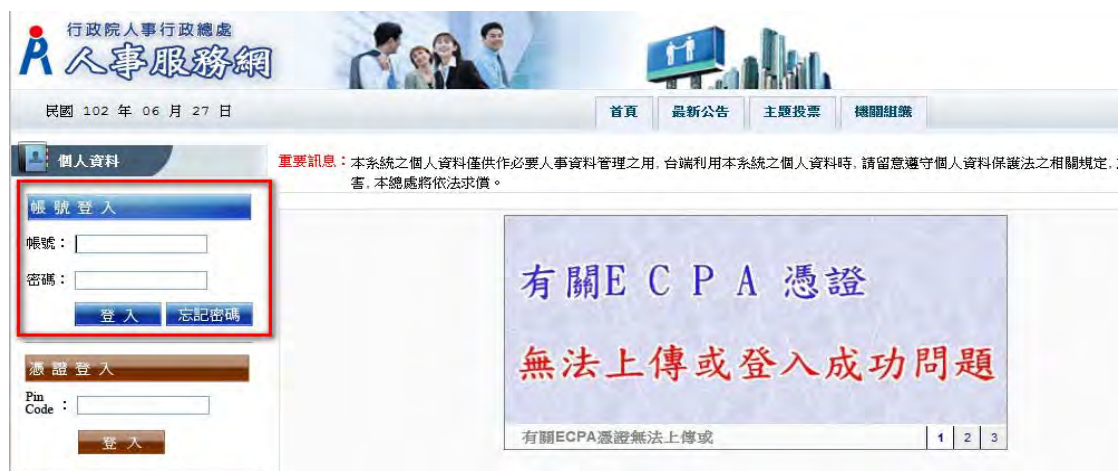 行政院人事行政總處
人事服務網
民國 102 年 06 月 27 日
首頁 最新公告 主題投票 機關組織
個人資料
重要訊息：本系統之個人資料僅供作必要人事資料管理之用, 台端利用本系統之個人資料時, 請留意遵守個人資料保護法之相關規定,
害, 本總處將依法求償。
帳號登入
帳號：
密碼：
登入 忘記密碼
憑證登入
Pin
Code ：
登入
有關ECPA 憑證
無法上傳或登入成功問題
有關ECPA憑證無法上傳或
1 2 3